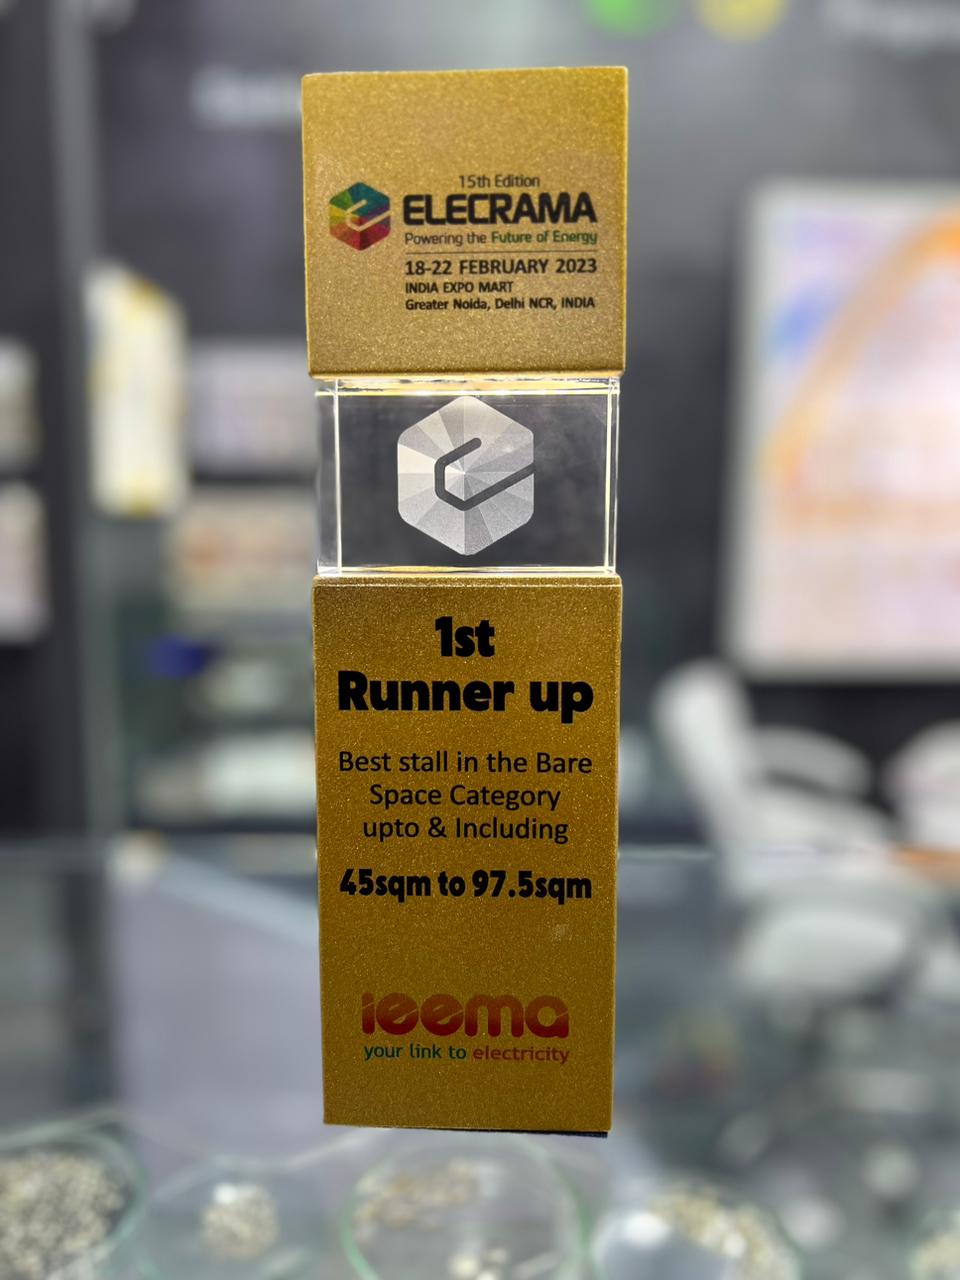 15th Edition
ELECRAMA
Powering the Future of Energy
18-22 FEBRUARY 2023
INDIA EXPO MART
Greater Noida, Delhi NCR, INDIA
1st
Runner up
Best stall in the Bare
Space Category
upto & Including
45sqm to 97.5sqm
ieema
your link to electricity